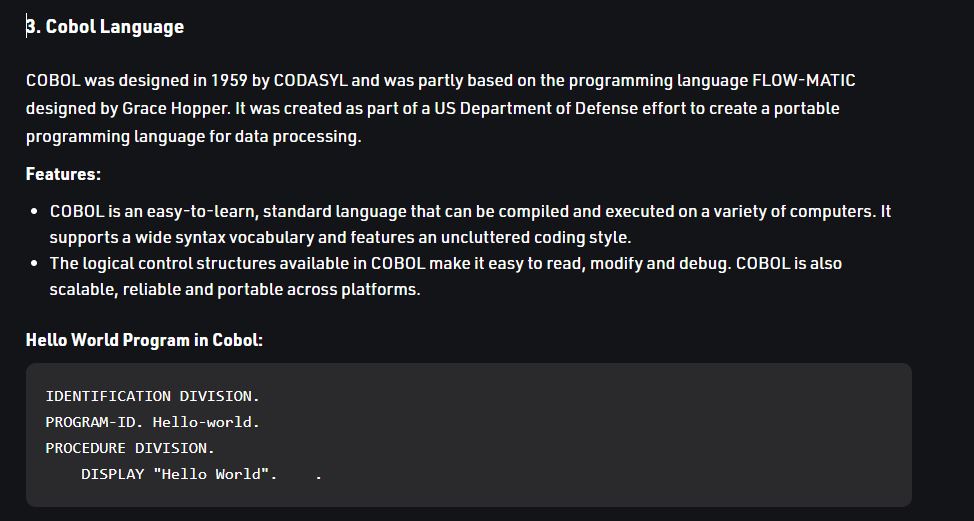 3. Cobol Language
COBOL was designed in 1959 by CODASYL and was partly based on the programming language FLOW-MATIC
designed by Grace Hopper. It was created as part of a US Department of Defense effort to create a portable
programming language for data processing.
Features:
• COBOL is an easy-to-learn, standard language that can be compiled and executed on a variety of computers. It
supports a wide syntax vocabulary and features an uncluttered coding style.
• The logical control structures available in COBOL make it easy to read, modify and debug. COBOL is also
scalable, reliable and portable across platforms.
Hello World Program in Cobol:
IDENTIFICATION DIVISION.
PROGRAM-ID. Hello-world.
PROCEDURE DIVISION.
    DISPLAY "Hello World".    .